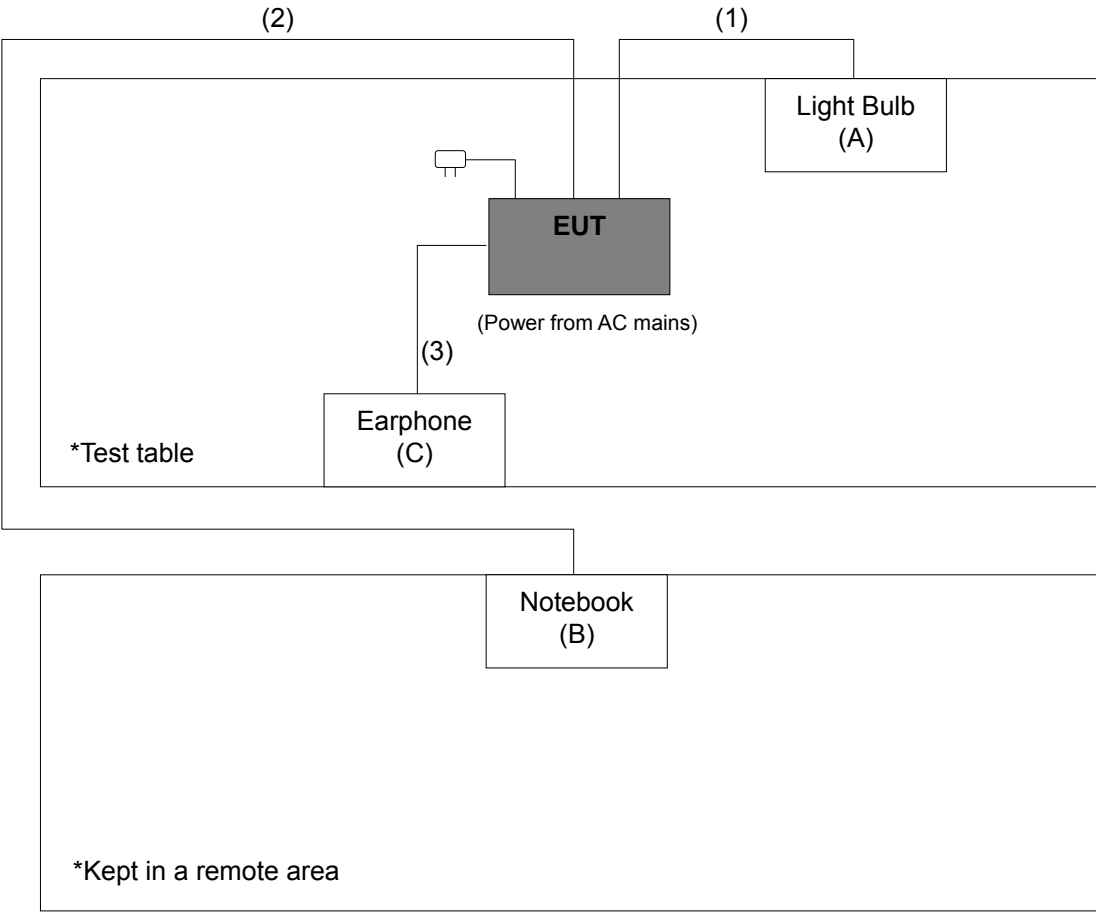 (2)
(1)
Light Bulb
(A)
EUT
(Power from AC mains)
(3)
Earphone
(C)
*Test table
Notebook
(B)
*Kept in a remote area